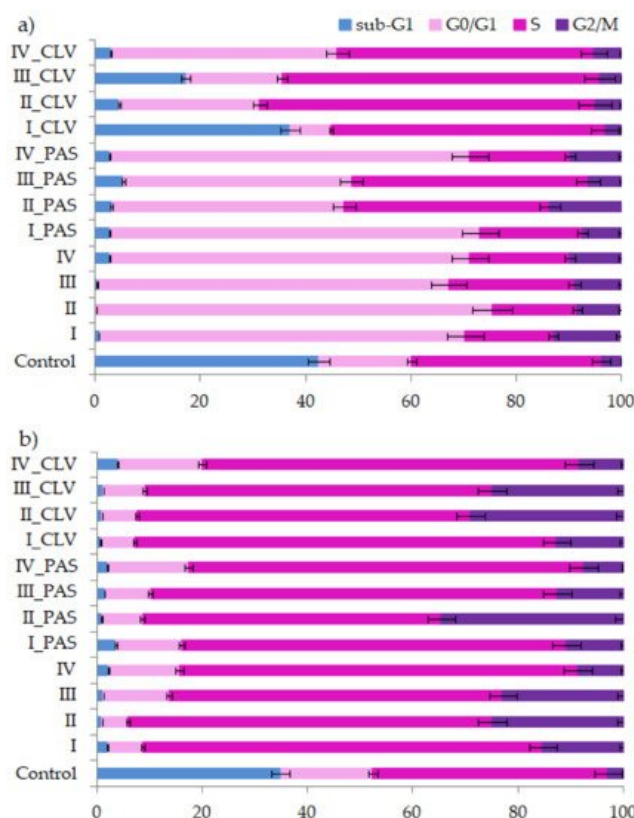 a)
sub-G1 G0/G1 S G2/M
IV_CLV
III_CLV
II_CLV
I_CLV
IV_PAS
III_PAS
II_PAS
I_PAS
IV
III
II
I
Control
0 20 40 60 80 100
b)
IV_CLV
III_CLV
II_CLV
I_CLV
IV_PAS
III_PAS
II_PAS
I_PAS
IV
III
II
I
Control
0 20 40 60 80 100